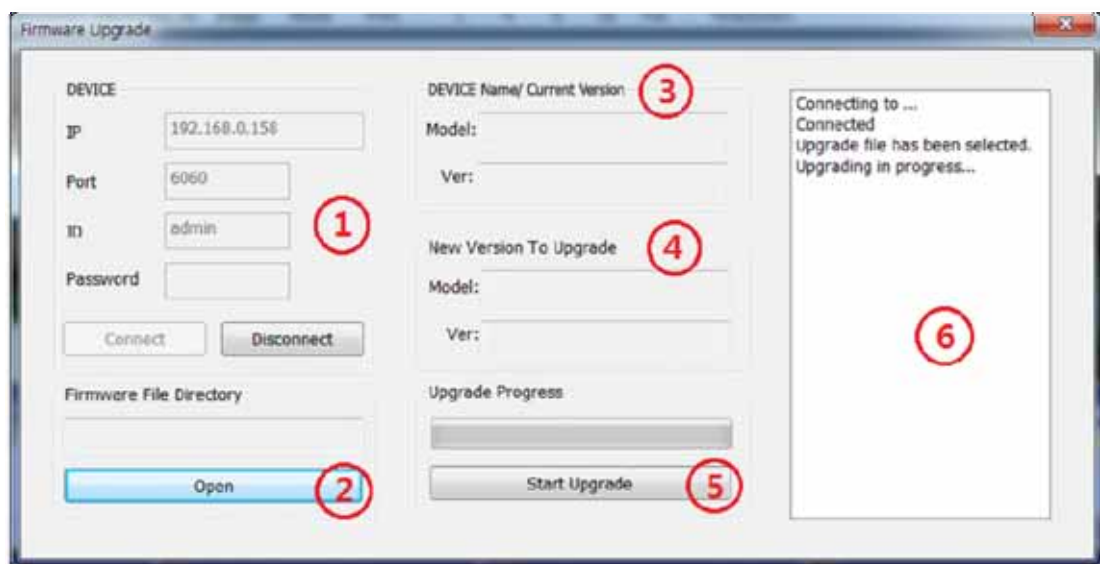 Firmware Upgrade
DEVICE
IP 192.168.0.158
Port 6060
ID admin
Password
Connect Disconnect
Firmware File Directory
Open
1
2
DEVICE Name/ Current Version
3
Model:
Ver:
New Version To Upgrade
4
Model:
Ver:
Upgrade Progress
Start Upgrade
5
Connecting to ...
Connected
Upgrade file has been selected.
Upgrading in progress...
6